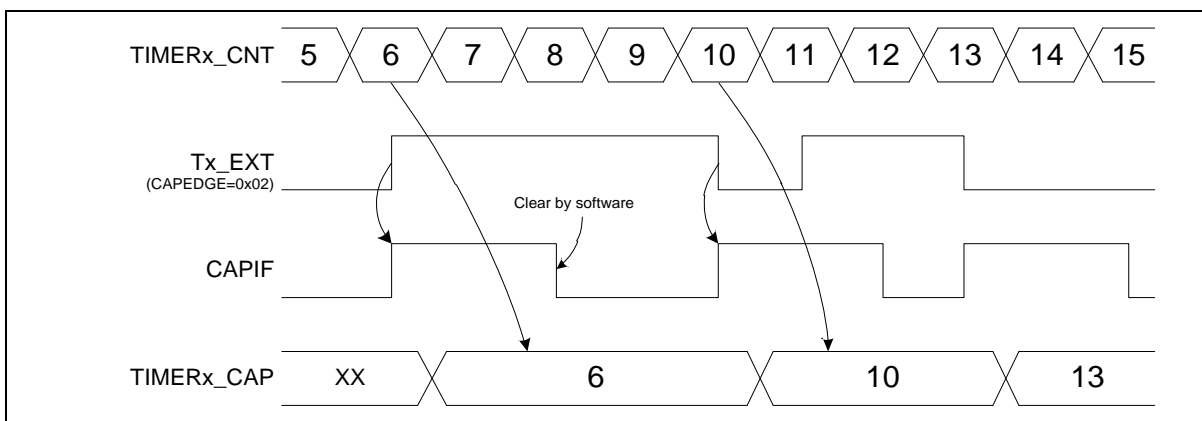 TIMERx_CNT 5 6 7 8 9 10 11 12 13 14 15
Tx_EXT
(CAPEDGE=0x02)
Clear by software
CAPIF
TIMERx_CAP XX 6 10 13